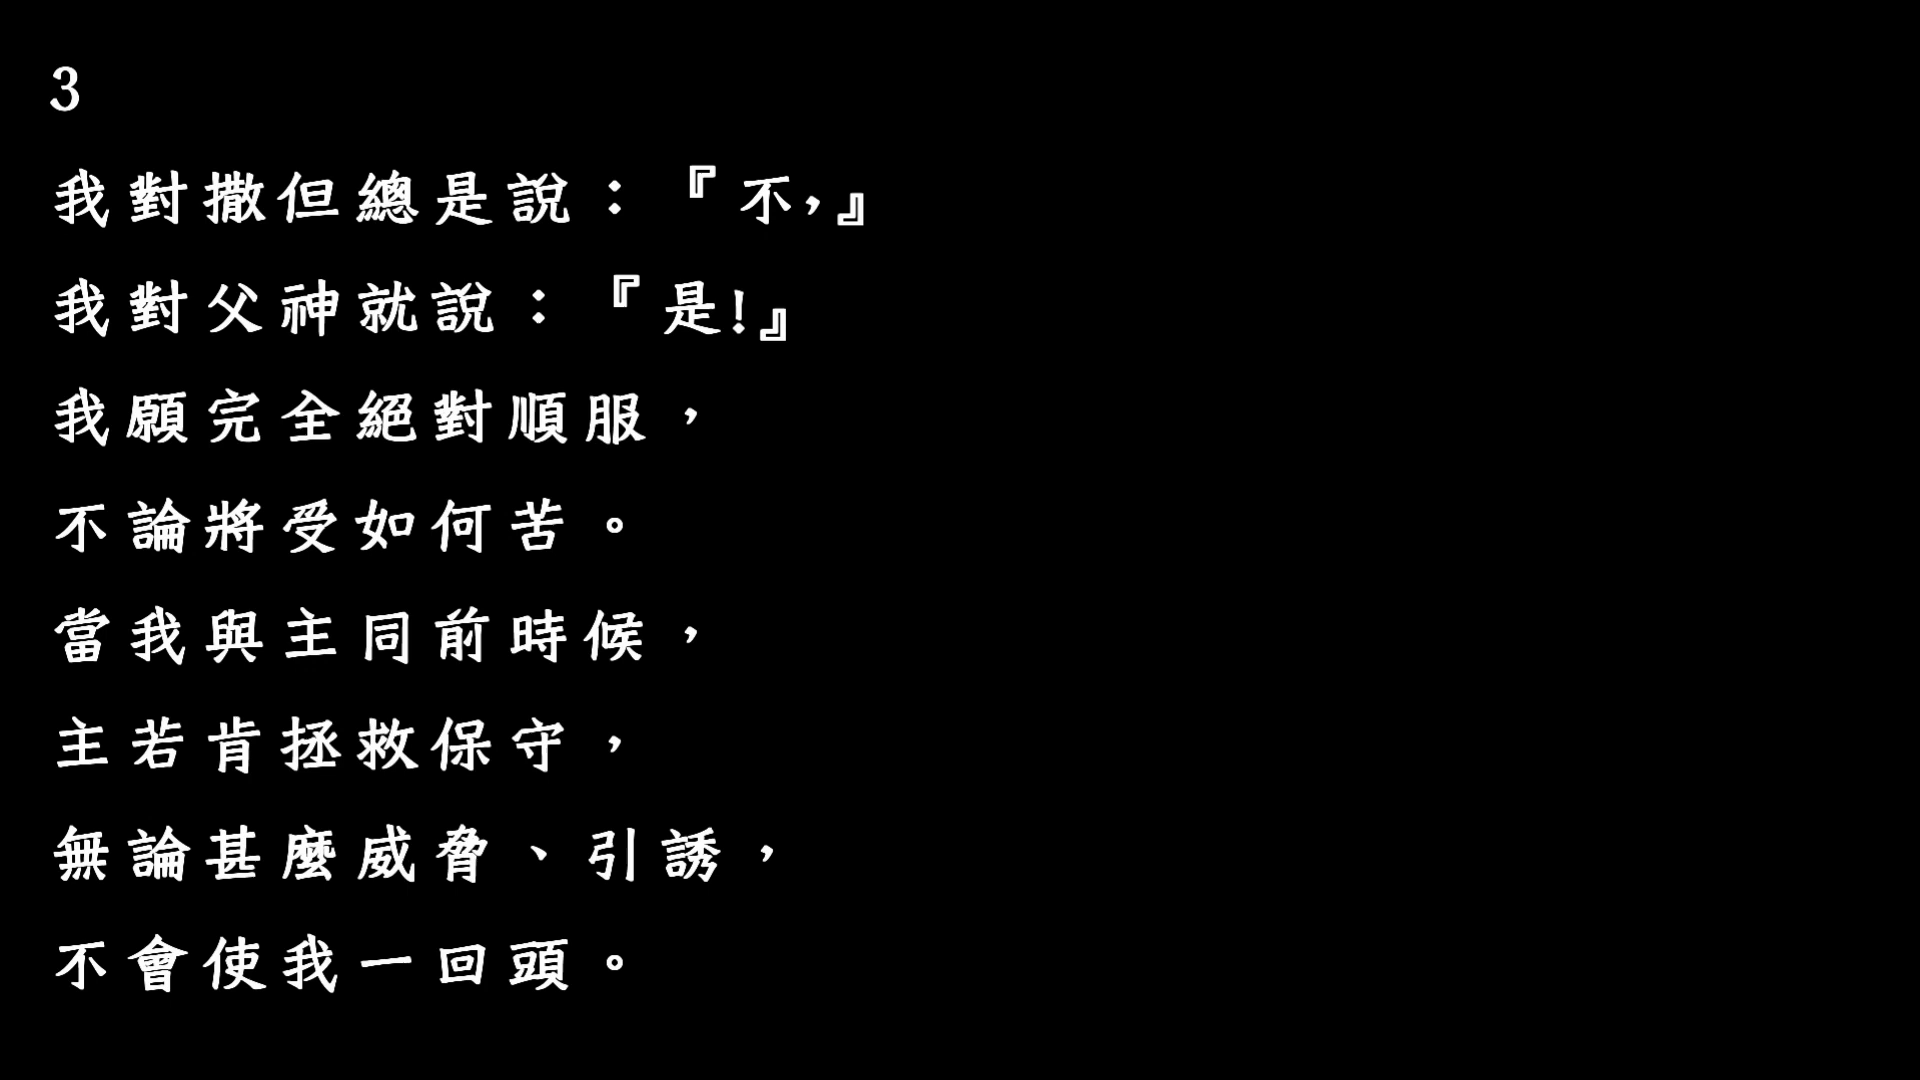 3
我對撒但總是說：『不，』
我對父神就說：『是！』
我願完全絕對順服，
不論將受如何苦。
當我與主同前時候，
主若肯拯救保守，
無論甚麼威脅、引誘，
不會使我一回頭。